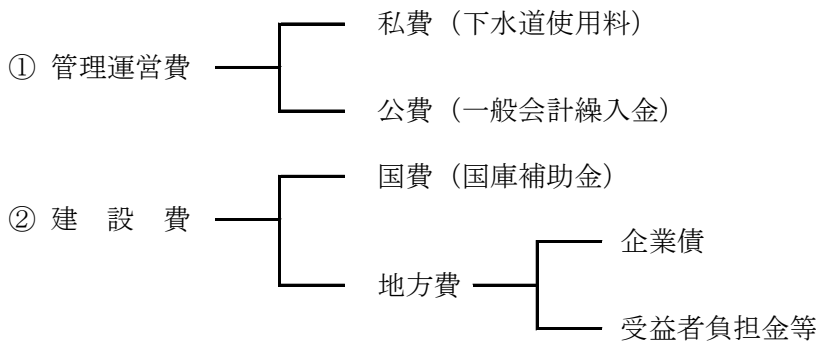 私費（下水道使用料）
① 管理運営費
公費（一般会計繰入金）
国費（国庫補助金）
② 建　設　費
企業債
地方費
受益者負担金等